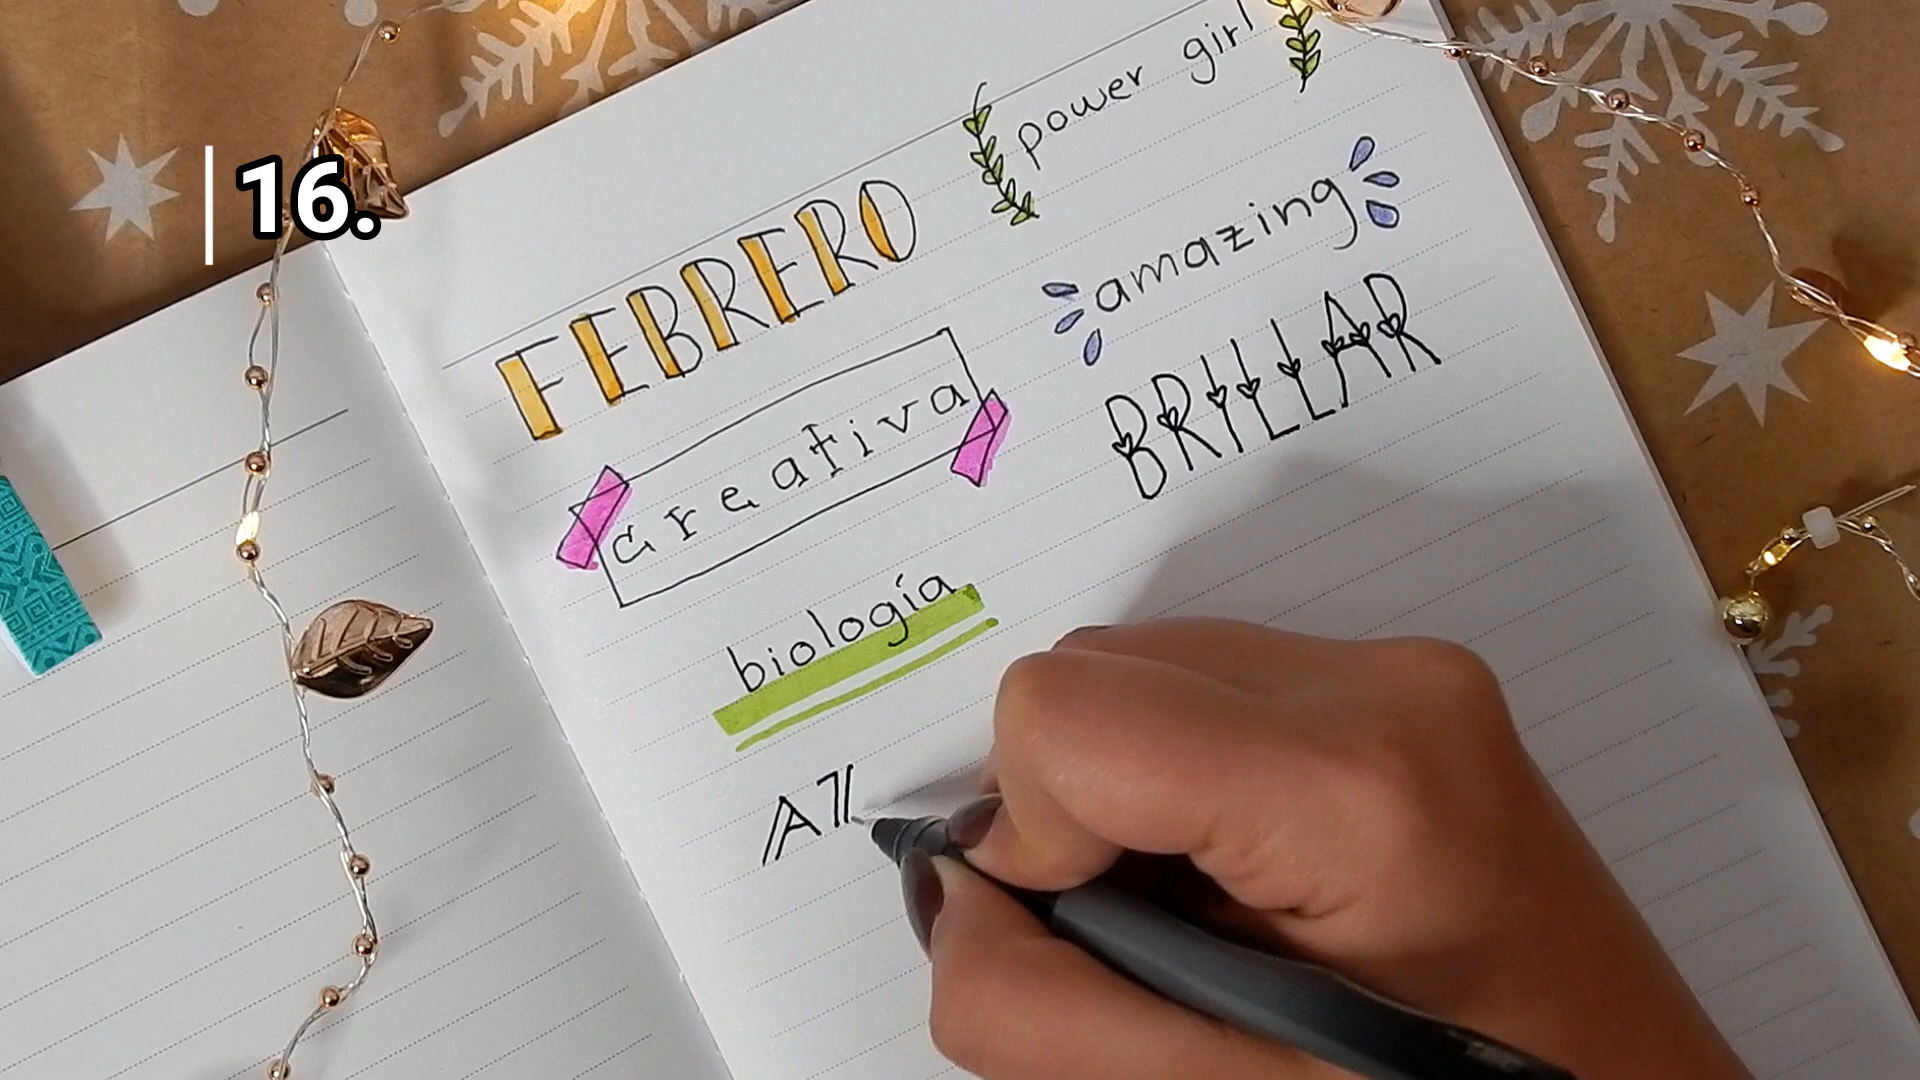 16.
power girl
FEBRERO
amazing
creativa
BRILLAR
biología